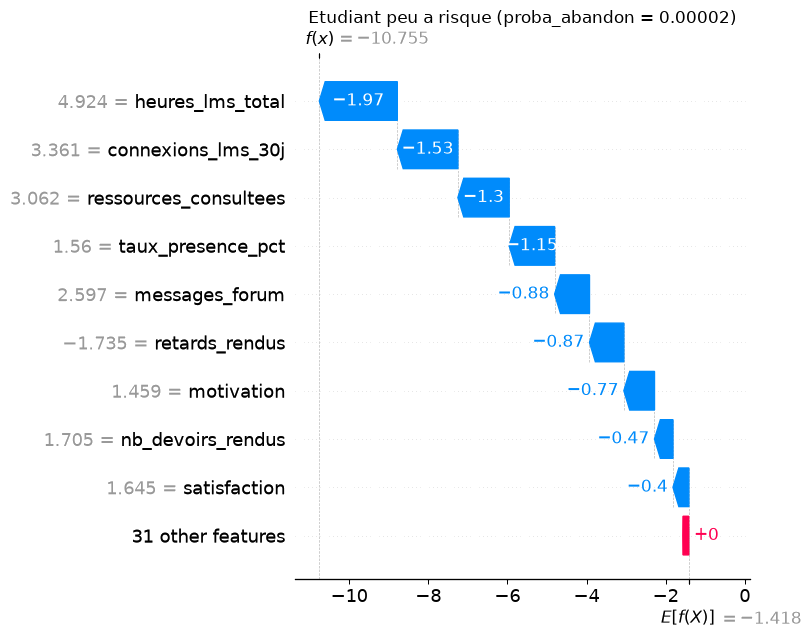 Etudiant peu a risque (proba_abandon = 0.00002)
f(x) = −10.755
4.924 = heures_lms_total −1.97
3.361 = connexions_lms_30j −1.53
3.062 = ressources_consultees −1.3
1.56 = taux_presence_pct −1.15
2.597 = messages_forum −0.88
−1.735 = retards_rendus −0.87
1.459 = motivation −0.77
1.705 = nb_devoirs_rendus −0.47
1.645 = satisfaction −0.4
31 other features +0
−10 −8 −6 −4 −2 0
E[f(X)] = −1.418